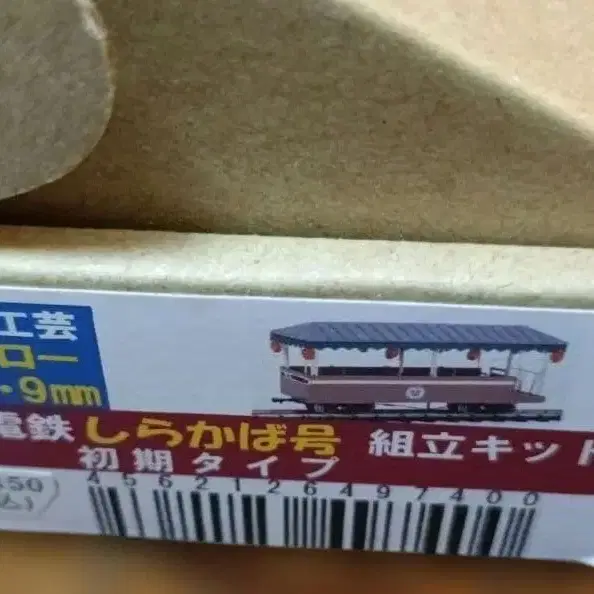 工芸
ロー
・9mm
電鉄 しらかば号 組立キット
初期タイプ
4562126497400